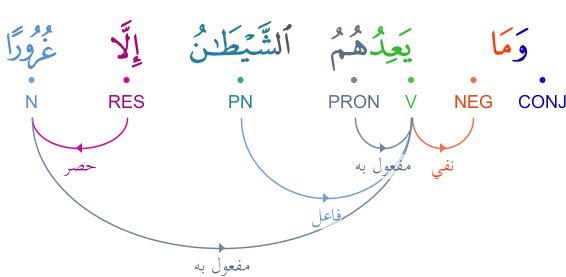 وَمَا يَعِدُهُمُ ٱلشَّيْطَـٰنُ إِلَّا غُرُورًا
CONJ NEG V PRON PN RES N
نفي مفعول به حصر
فاعل
مفعول به